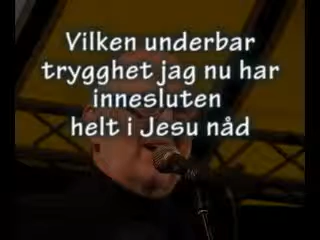 Vilken underbar
trygghet jag nu har
innesluten
helt i Jesu nåd